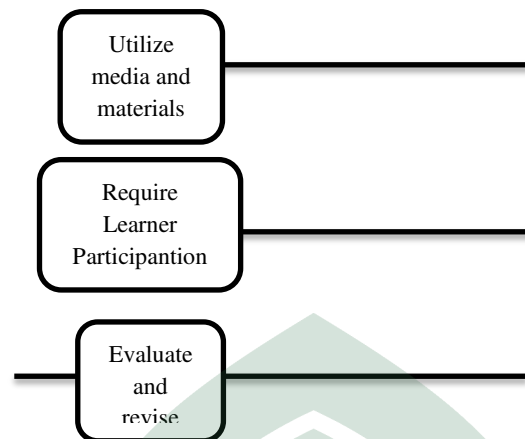 Utilize
media and
materials
Require
Learner
Participantion
Evaluate
and
revise